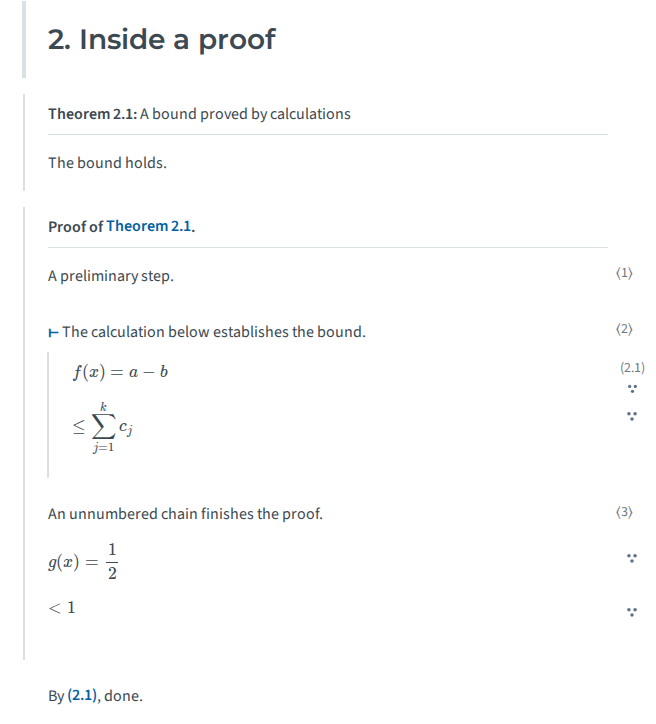 2. Inside a proof
Theorem 2.1: A bound proved by calculations
The bound holds.
Proof of Theorem 2.1.
A preliminary step. ⟨1⟩
⊢ The calculation below establishes the bound. ⟨2⟩
f(x) = a − b (2.1)
∵
≤ ∑_{j=1}^{k} c_j ∵
An unnumbered chain finishes the proof. ⟨3⟩
g(x) = 1/2 ∵
< 1 ∵
By (2.1), done.